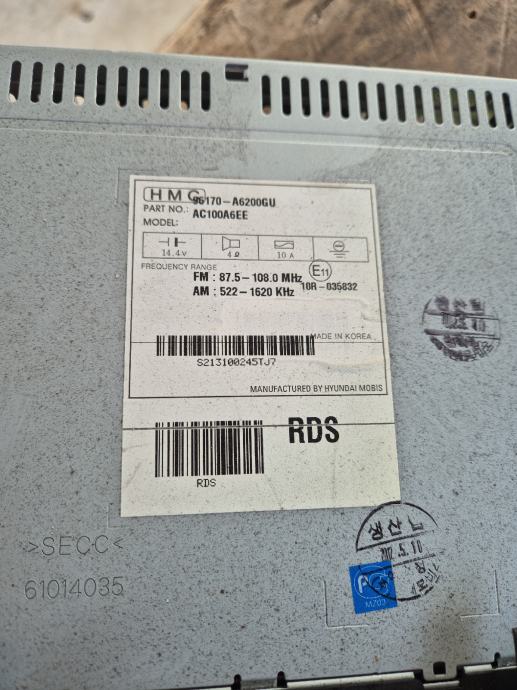 HMC
PART NO.: 96170-A6200GU
MODEL: AC100A6EE
14.4V 4Ω 10A
FREQUENCY RANGE
FM : 87.5-108.0 MHz E11
AM : 522-1620 KHz 10R-035832
MADE IN KOREA
S213100245TJ7
MANUFACTURED BY HYUNDAI MOBIS
RDS
RDS
>SECC<
61014035
MZ03